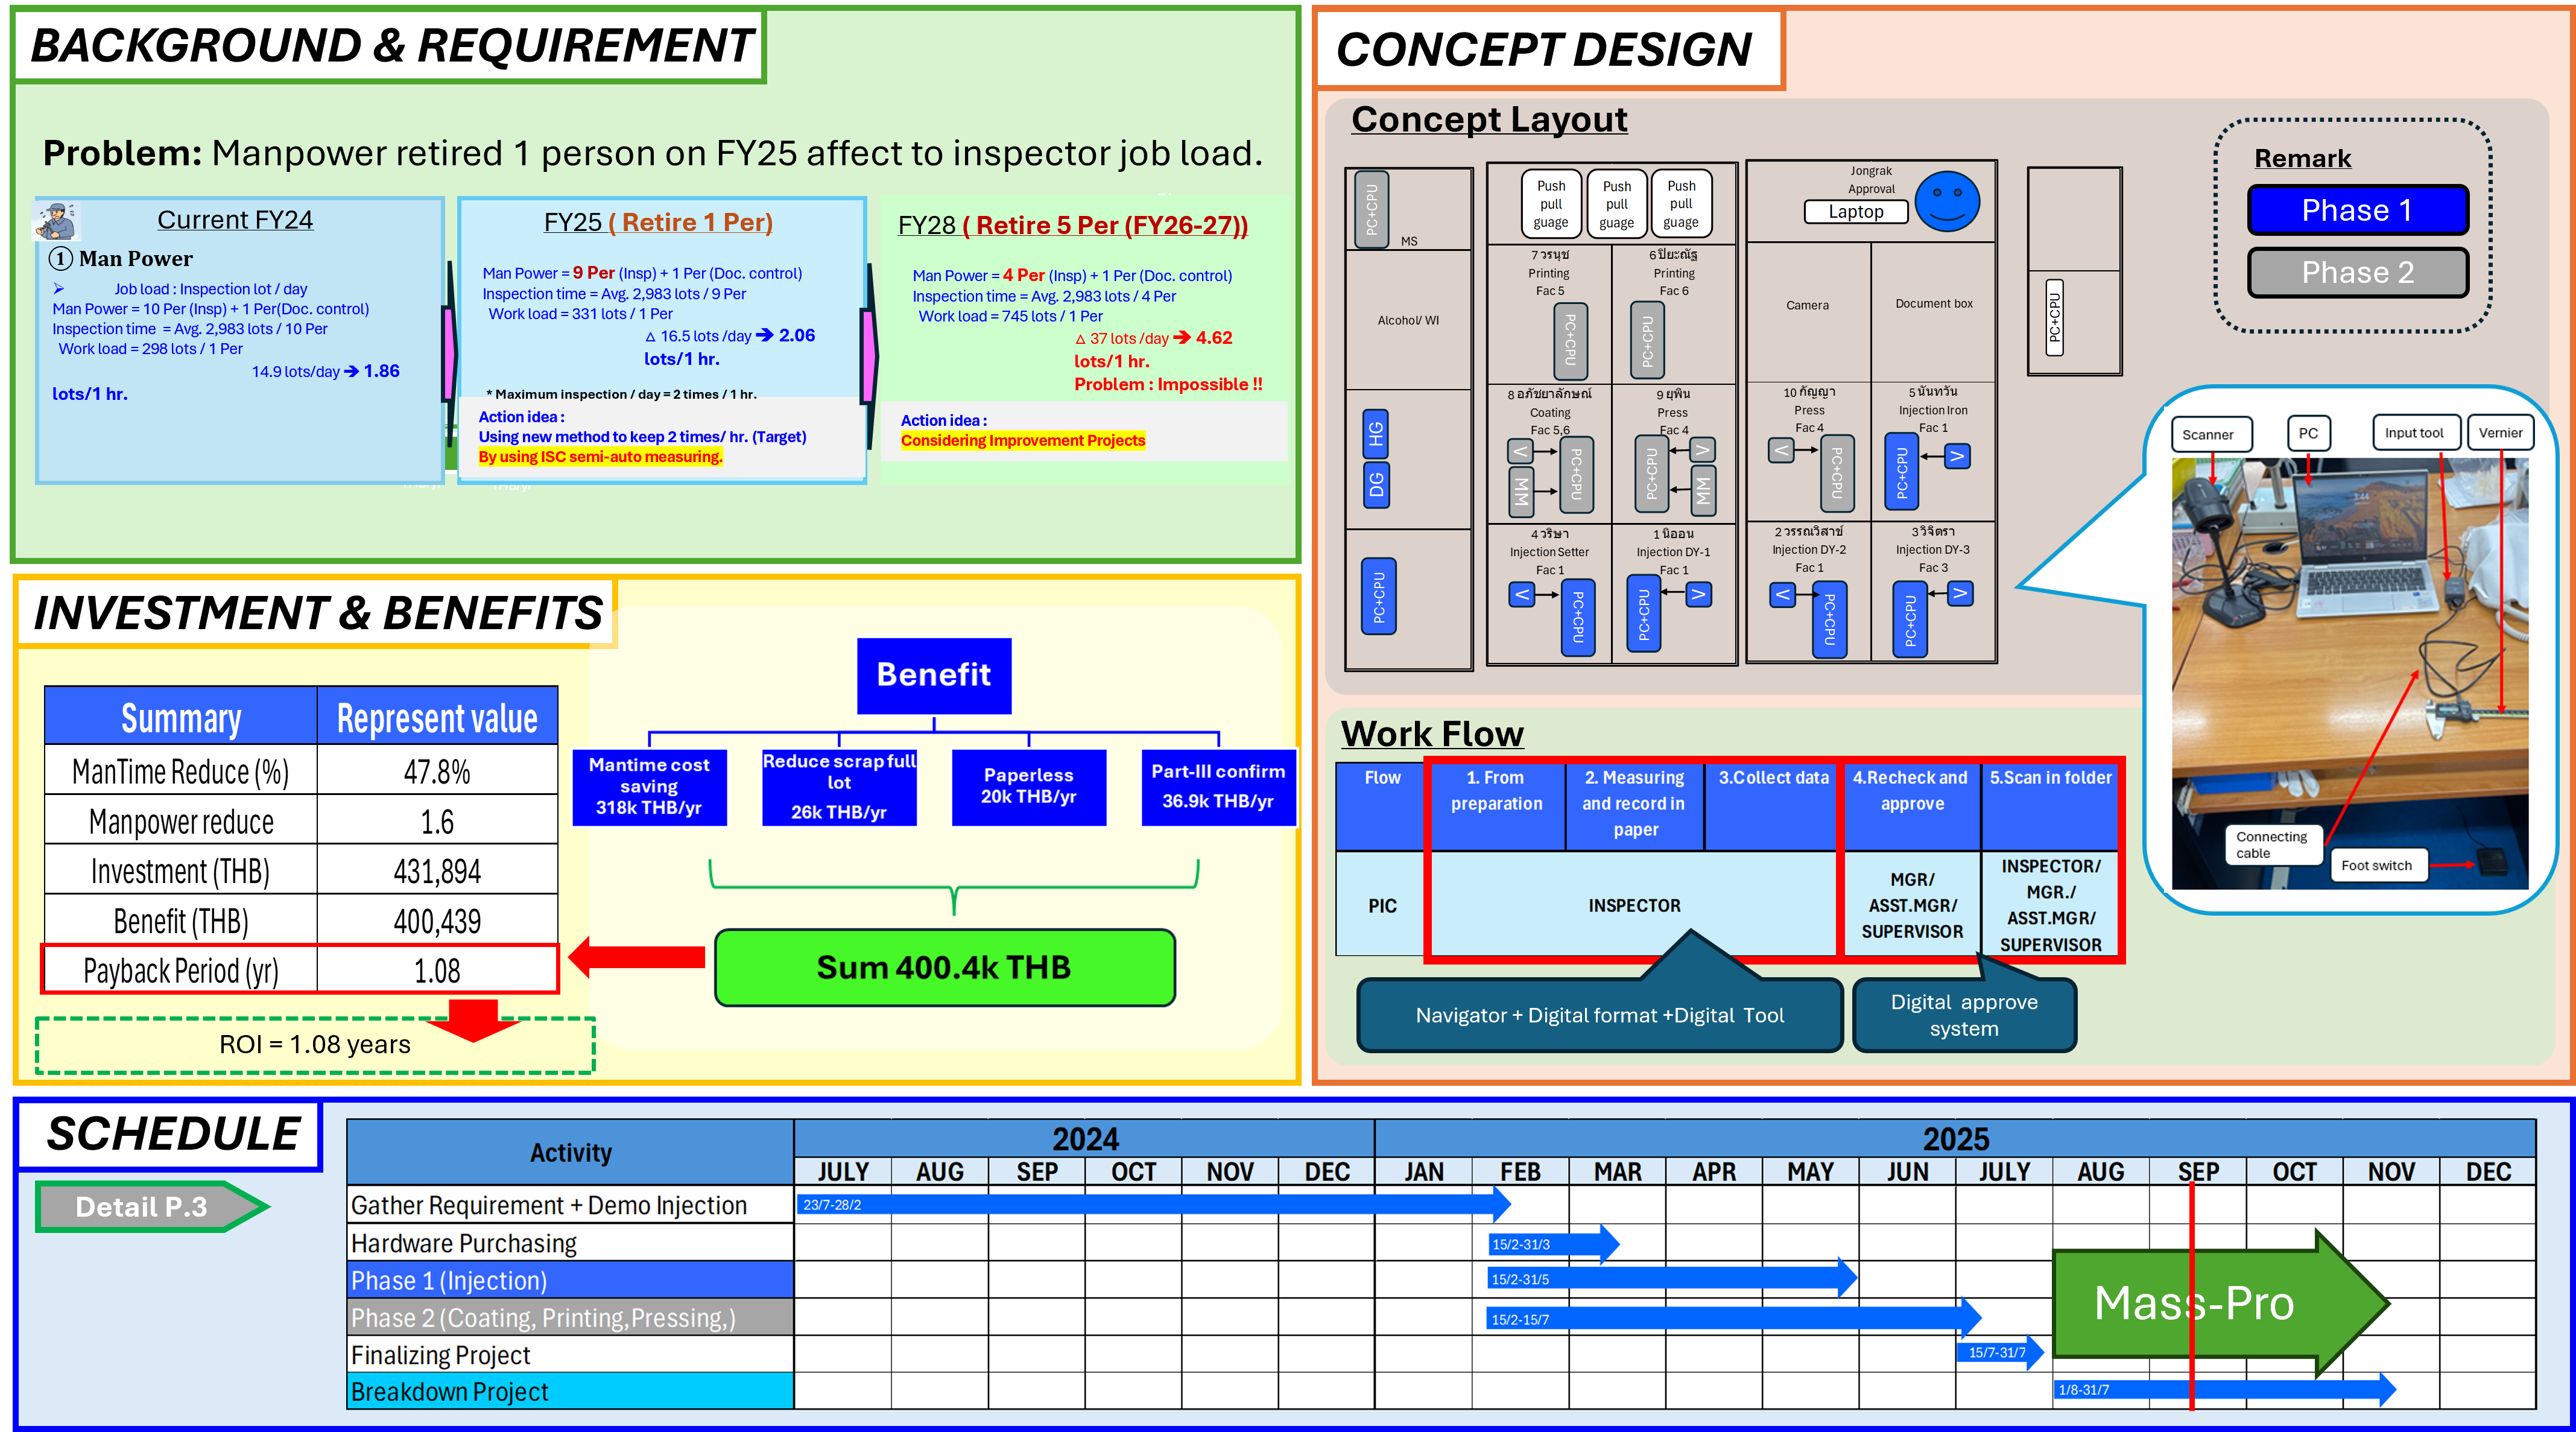 BACKGROUND & REQUIREMENT
Problem: Manpower retired 1 person on FY25 affect to inspector job load.
Current FY24
① Man Power
➢ Job load : Inspection lot / day
Man Power = 10 Per (Insp) + 1 Per(Doc. control)
Inspection time = Avg. 2,983 lots / 10 Per
Work load = 298 lots / 1 Per
14.9 lots/day ➔ 1.86
lots/1 hr.
FY25 ( Retire 1 Per)
Man Power = 9 Per (Insp) + 1 Per (Doc. control)
Inspection time = Avg. 2,983 lots / 9 Per
Work load = 331 lots / 1 Per
△ 16.5 lots /day ➔ 2.06
lots/1 hr.
* Maximum inspection / day = 2 times / 1 hr.
Action idea :
Using new method to keep 2 times/ hr. (Target)
By using ISC semi-auto measuring.
FY28 ( Retire 5 Per (FY26-27))
Man Power = 4 Per (Insp) + 1 Per (Doc. control)
Inspection time = Avg. 2,983 lots / 4 Per
Work load = 745 lots / 1 Per
△ 37 lots /day ➔ 4.62
lots/1 hr.
Problem : Impossible !!
Action idea :
Considering Improvement Projects
INVESTMENT & BENEFITS
Summary Represent value
ManTime Reduce (%) 47.8%
Manpower reduce 1.6
Investment (THB) 431,894
Benefit (THB) 400,439
Payback Period (yr) 1.08
ROI = 1.08 years
Benefit
Mantime cost
saving
318k THB/yr
Reduce scrap full
lot
26k THB/yr
Paperless
20k THB/yr
Part-III confirm
36.9k THB/yr
Sum 400.4k THB
CONCEPT DESIGN
Concept Layout
PC+CPU
MS
Alcohol/ WI
HG
DG
PC+CPU
Push
pull
guage
Push
pull
guage
Push
pull
guage
7 วรนุช
Printing
Fac 5
PC+CPU
6 ปิยะณัฐ
Printing
Fac 6
PC+CPU
8 อภัชยาลักษณ์
Coating
Fac 5,6
V
MM
PC+CPU
9 ยุพิน
Press
Fac 4
PC+CPU
V
MM
4 วริษา
Injection Setter
Fac 1
V
PC+CPU
1 นิออน
Injection DY-1
Fac 1
PC+CPU
V
Jongrak
Approval
Laptop
Camera
Document box
10 กัญญา
Press
Fac 4
V
PC+CPU
5 นันทวัน
Injection Iron
Fac 1
PC+CPU
V
2 วรรณวิสาข์
Injection DY-2
Fac 1
V
PC+CPU
3 วิจิตรา
Injection DY-3
Fac 3
PC+CPU
V
PC+CPU
Remark
Phase 1
Phase 2
Scanner
PC
Input tool
Vernier
Connecting
cable
Foot switch
Work Flow
Flow
1. From
preparation
2. Measuring
and record in
paper
3.Collect data
4.Recheck and
approve
5.Scan in folder
PIC
INSPECTOR
MGR/
ASST.MGR/
SUPERVISOR
INSPECTOR/
MGR./
ASST.MGR/
SUPERVISOR
Navigator + Digital format +Digital Tool
Digital approve
system
SCHEDULE
Detail P.3
Activity 2024 2025
JULY AUG SEP OCT NOV DEC JAN FEB MAR APR MAY JUN JULY AUG SEP OCT NOV DEC
Gather Requirement + Demo Injection 23/7-28/2
Hardware Purchasing 15/2-31/3
Phase 1 (Injection) 15/2-31/5
Phase 2 (Coating, Printing,Pressing,) 15/2-15/7
Finalizing Project 15/7-31/7
Breakdown Project 1/8-31/7
Mass-Pro